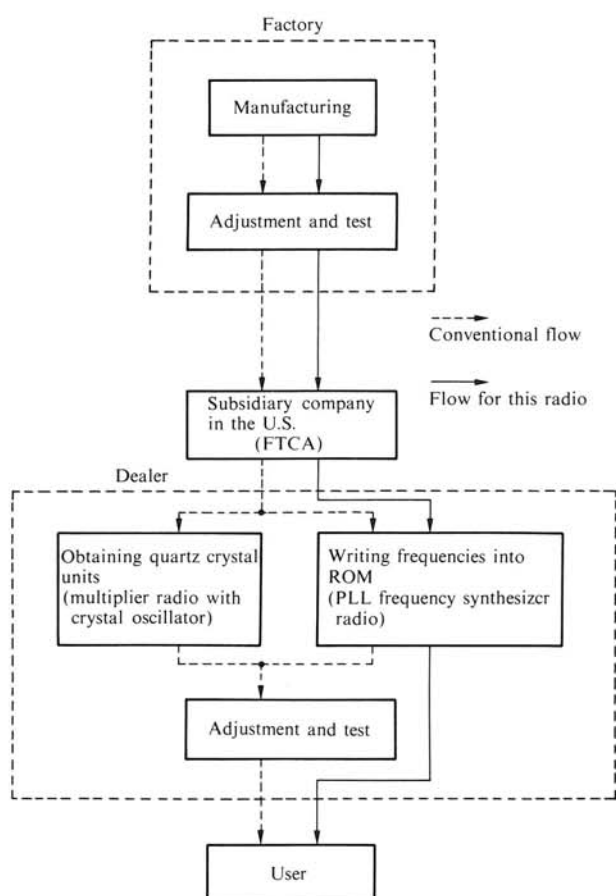 Factory
Manufacturing
Adjustment and test
Conventional flow
Flow for this radio
Subsidiary company
in the U.S.
(FTCA)
Dealer
Obtaining quartz crystal
units
(multiplier radio with
crystal oscillator)
Writing frequencies into
ROM
(PLL frequency synthesizcr
radio)
Adjustment and test
User